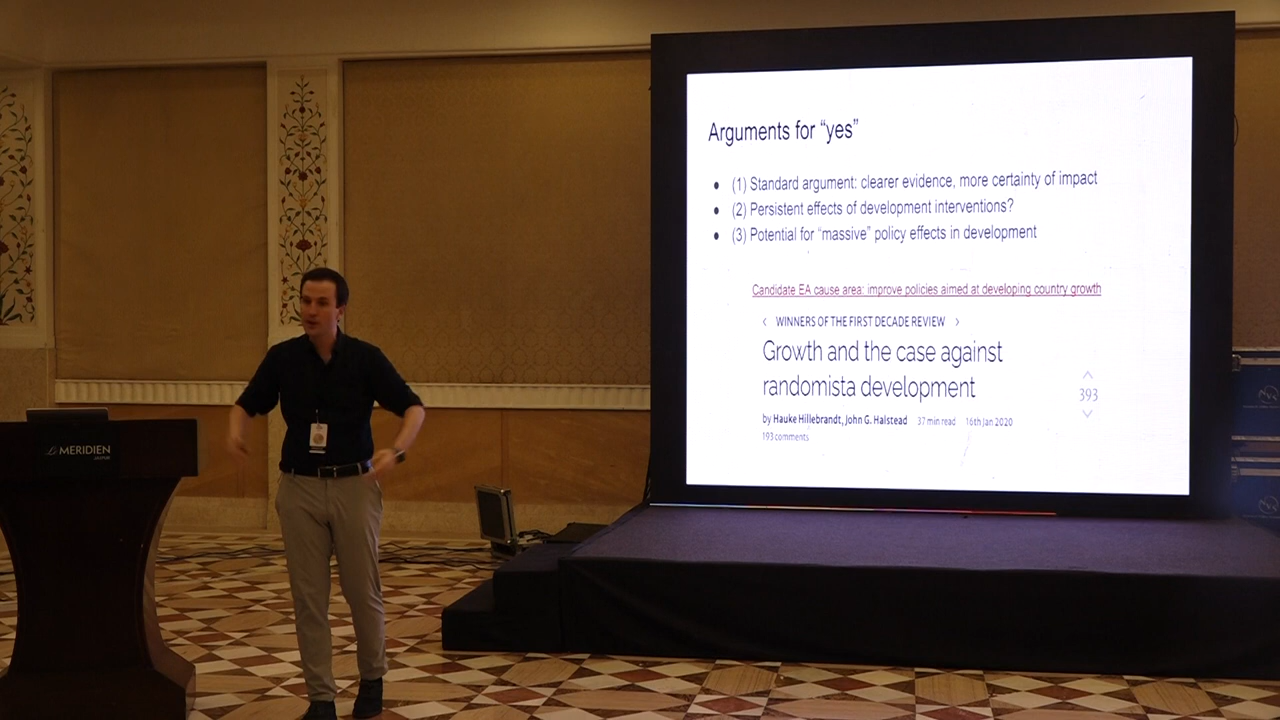 Arguments for “yes”
• (1) Standard argument: clearer evidence, more certainty of impact
• (2) Persistent effects of development interventions?
• (3) Potential for “massive” policy effects in development
Candidate EA cause area: improve policies aimed at developing country growth
‹ WINNERS OF THE FIRST DECADE REVIEW ›
Growth and the case against
randomista development
393
by Hauke Hillebrandt, John G. Halstead 37 min read 16th Jan 2020
193 comments
Le MERIDIEN